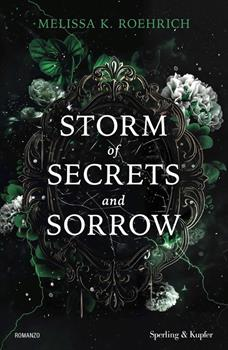 MELISSA K. ROEHRICH
STORM
of
SECRETS
and
SORROW
ROMANZO
Sperling & Kupfer